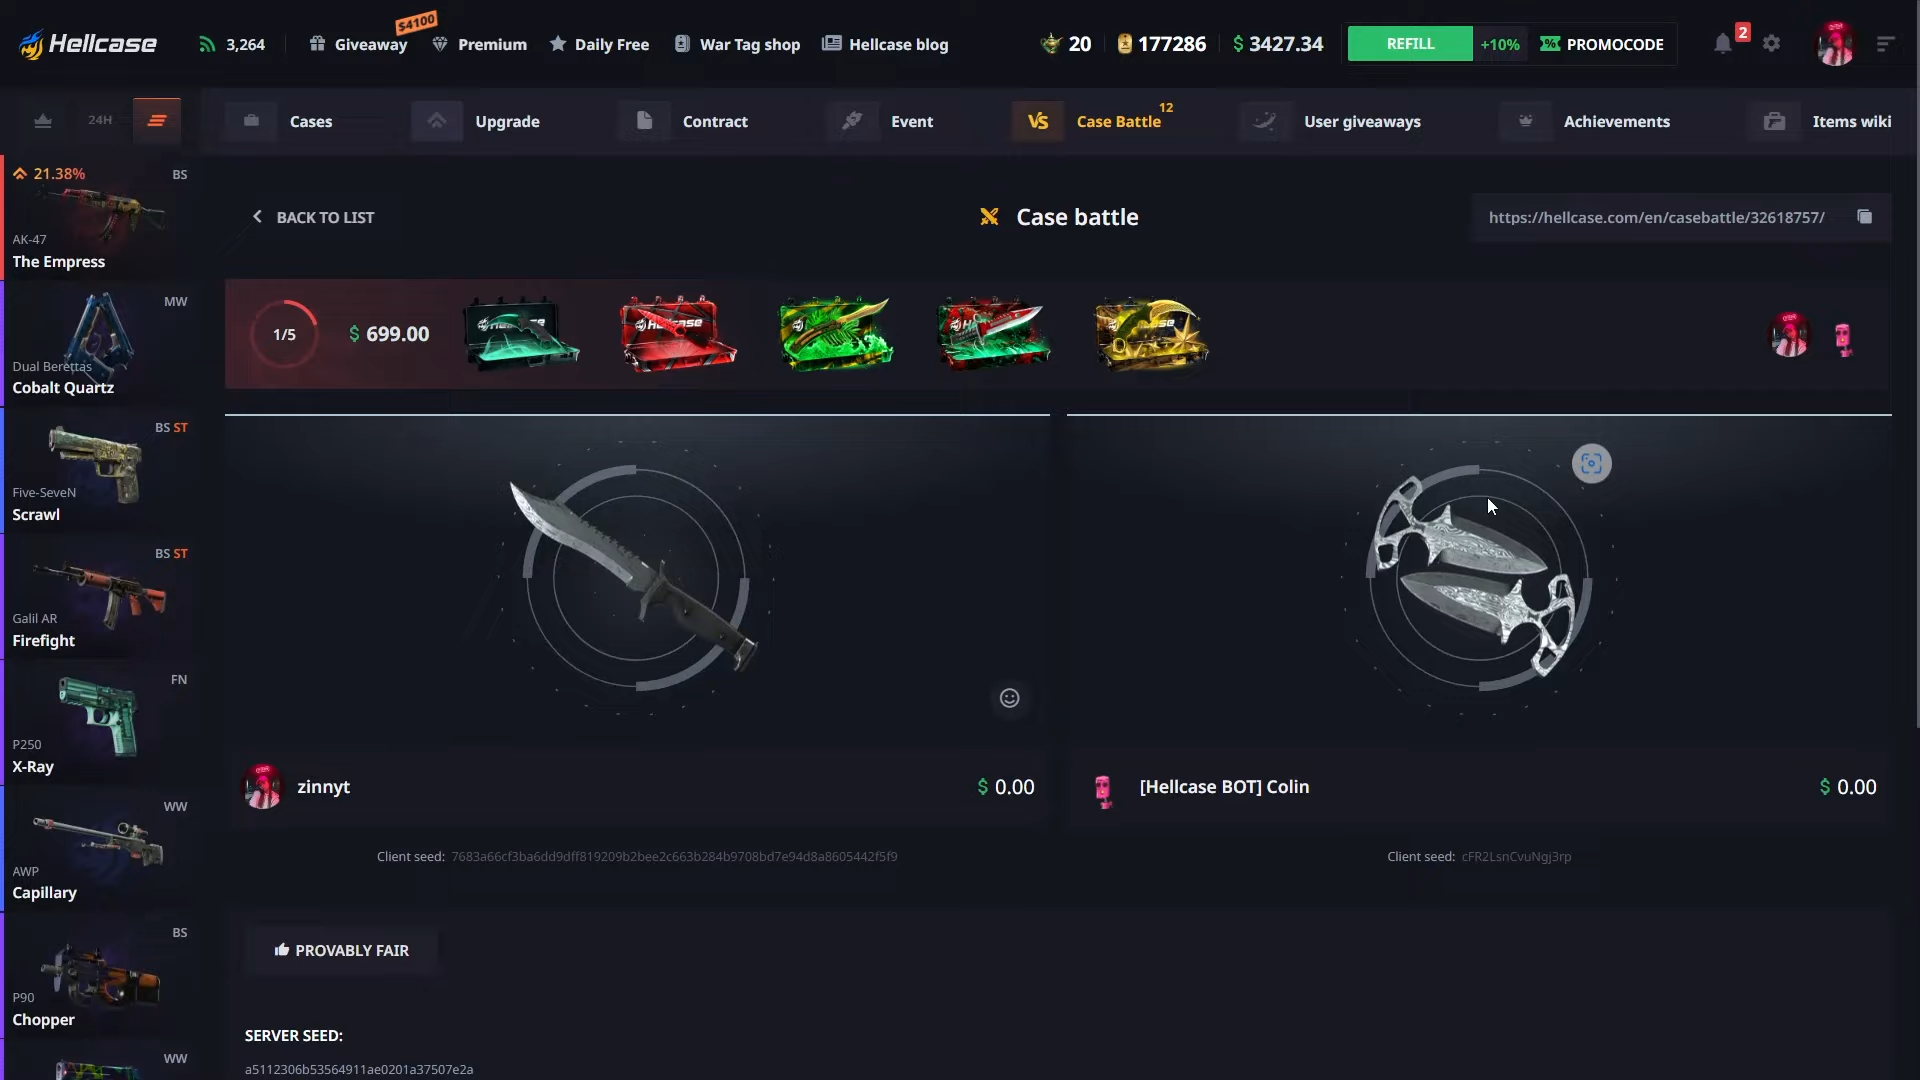 Hellcase
3,264
Giveaway
$4100
Premium
Daily Free
War Tag shop
Hellcase blog
20
177286
$ 3427.34
REFILL
+10%
PROMOCODE
2
24H
Cases
Upgrade
Contract
Event
VS
Case Battle
12
User giveaways
Achievements
Items wiki
21.38%
BS
AK-47
The Empress
MW
Dual Berettas
Cobalt Quartz
BS ST
Five-SeveN
Scrawl
BS ST
Galil AR
Firefight
FN
P250
X-Ray
WW
AWP
Capillary
BS
P90
Chopper
WW
BACK TO LIST
Case battle
https://hellcase.com/en/casebattle/32618757/
1/5
$ 699.00
zinnyt
$ 0.00
[Hellcase BOT] Colin
$ 0.00
Client seed: 7683a66cf3ba6dd9dff819209b2bee2c663b284b9708bd7e94d8a8605442f5f9
Client seed: cFR2LsnCvuNgj3rp
PROVABLY FAIR
SERVER SEED:
a5112306b53564911ae0201a37507e2a